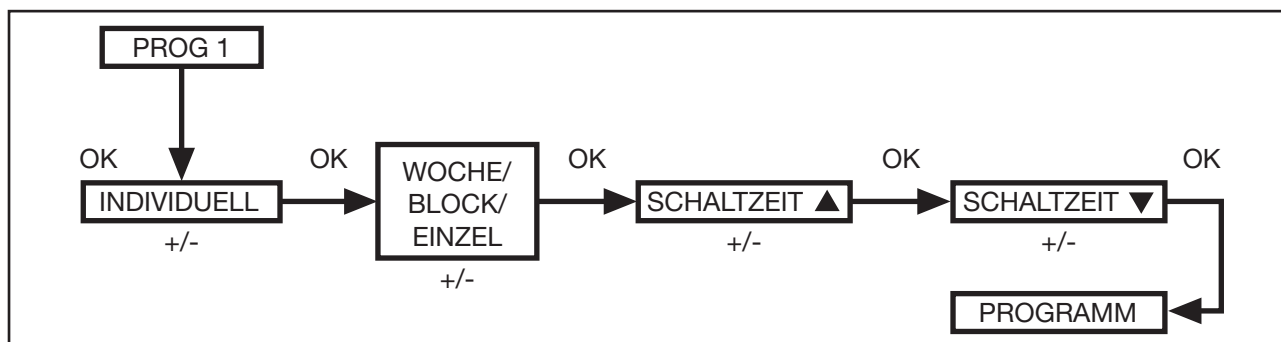 PROG 1
OK
INDIVIDUELL
+/-
OK
WOCHE/
BLOCK/
EINZEL
+/-
OK
SCHALTZEIT ▲
+/-
OK
SCHALTZEIT ▼
+/-
OK
PROGRAMM